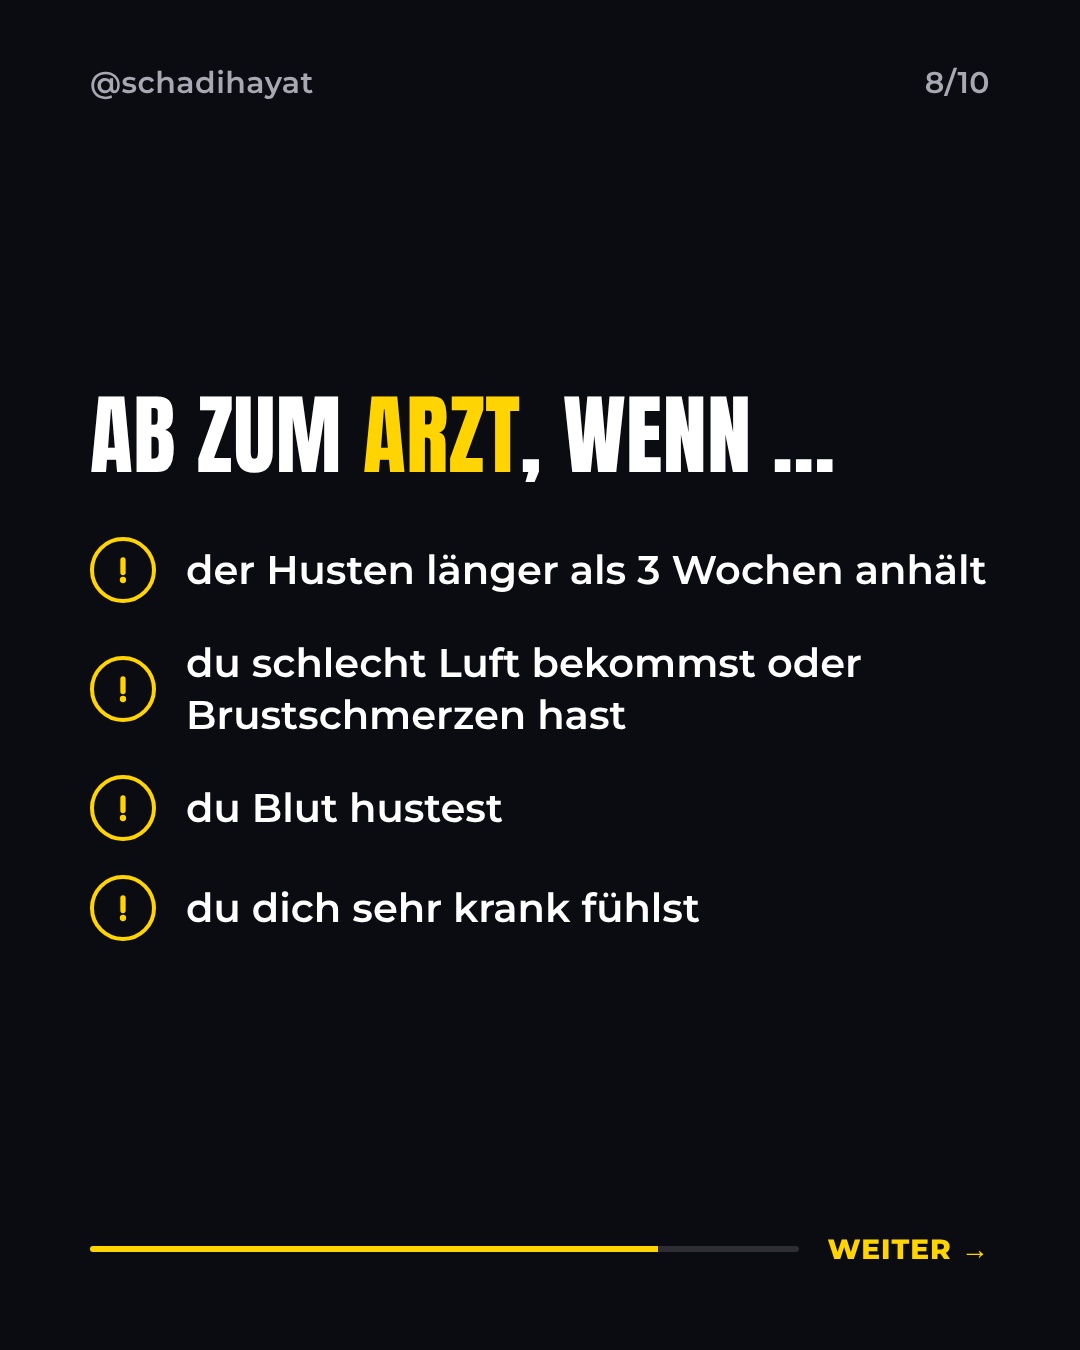 @schadihayat
8/10
AB ZUM ARZT, WENN ...
! der Husten länger als 3 Wochen anhält
! du schlecht Luft bekommst oder
Brustschmerzen hast
! du Blut hustest
! du dich sehr krank fühlst
WEITER →